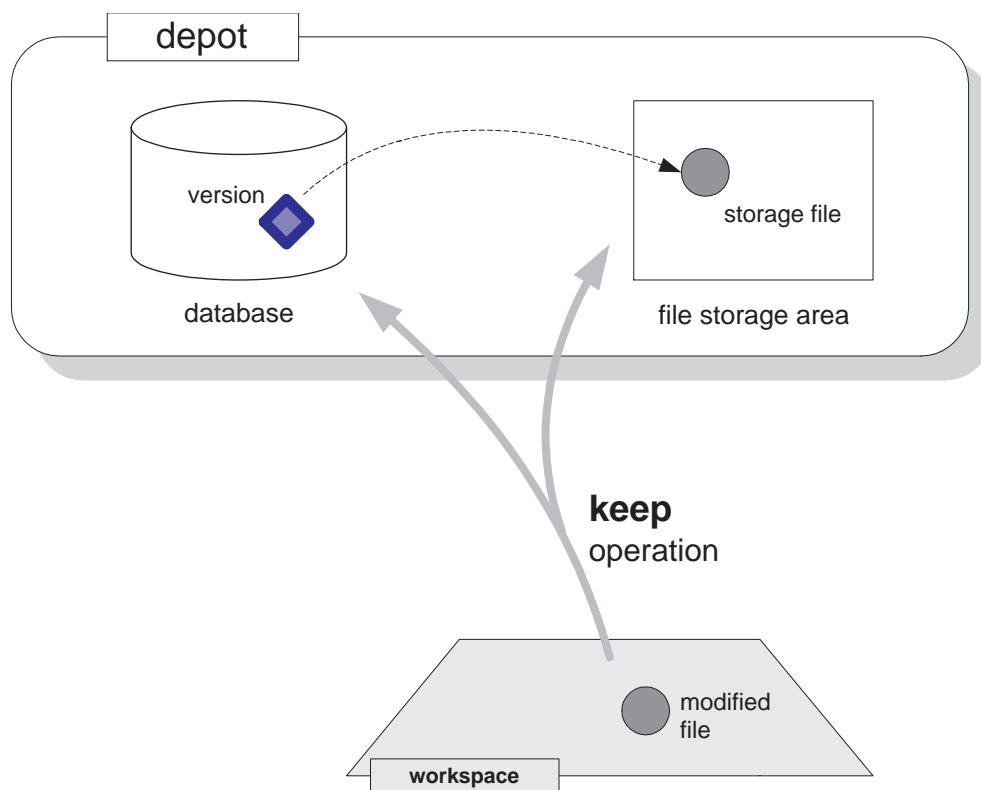 depot
version
storage file
database
file storage area
keep
operation
modified
file
workspace